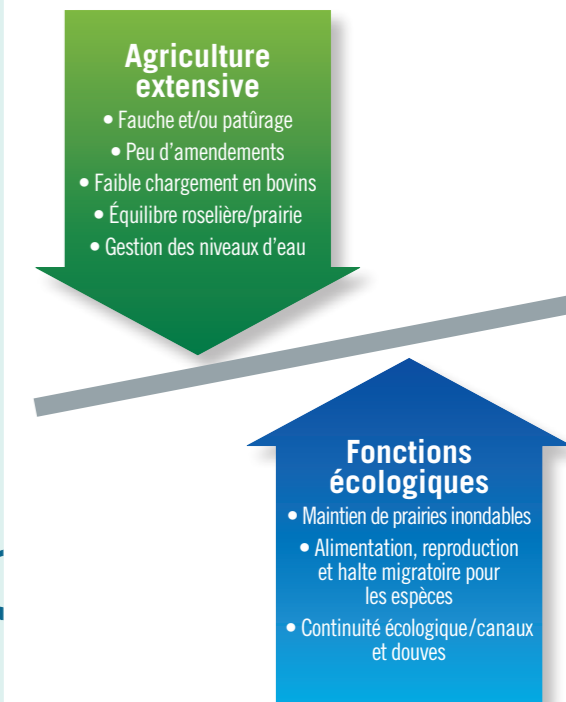 Agriculture
extensive
• Fauche et/ou patûrage
• Peu d'amendements
• Faible chargement en bovins
• Équilibre roselière/prairie
• Gestion des niveaux d'eau
Fonctions
écologiques
• Maintien de prairies inondables
• Alimentation, reproduction
et halte migratoire pour
les espèces
• Continuité écologique/canaux
et douves